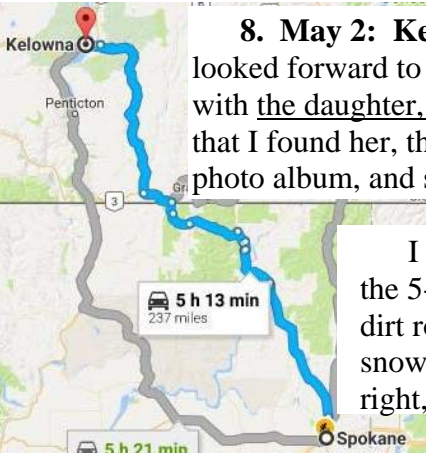 8. May 2: Ke
looked forward to
with the daughter,
that I found her, th
photo album, and s
Kelowna
Penticton
3
Gr
I
the 5-
dirt ro
snow
right,
5 h 13 min
237 miles
5 h 21 min
Spokane